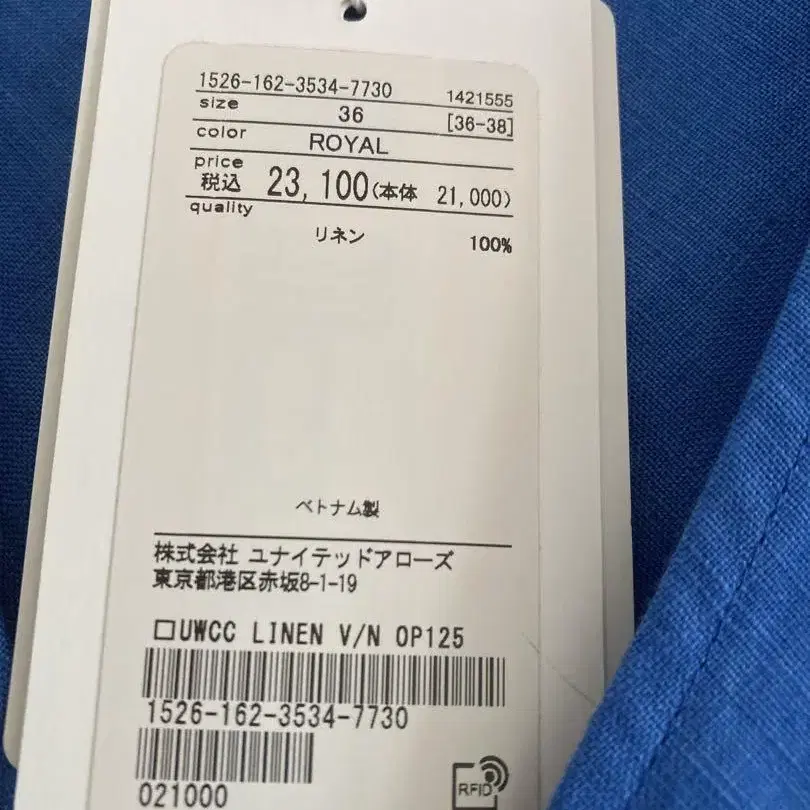 1526-162-3534-7730 1421555
size 36 [36-38]
color ROYAL
price
税込 23,100(本体 21,000)
quality
リネン 100%
ベトナム製
株式会社 ユナイテッドアローズ
東京都港区赤坂8-1-19
☐UWCC LINEN V/N OP125
1526-162-3534-7730
021000
RFID